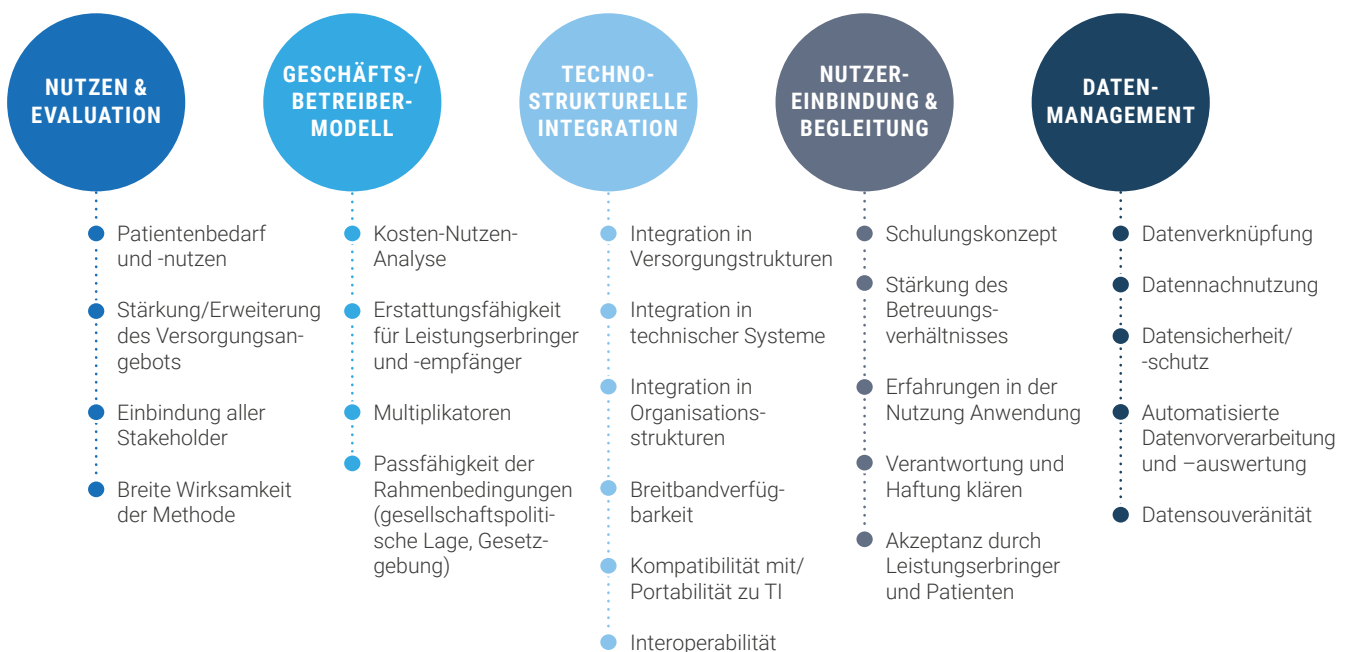 NUTZEN &
EVALUATION
Patientenbedarf
und -nutzen
Stärkung/Erweiterung
des Versorgungsan-
gebots
Einbindung aller
Stakeholder
Breite Wirksamkeit
der Methode
GESCHÄFTS-/
BETREIBER-
MODELL
Kosten-Nutzen-
Analyse
Erstattungsfähigkeit
für Leistungserbringer
und -empfänger
Multiplikatoren
Passfähigkeit der
Rahmenbedingungen
(gesellschaftspoliti-
sche Lage, Gesetz-
gebung)
TECHNO-
STRUKTURELLE
INTEGRATION
Integration in
Versorgungstrukturen
Integration in
technischer Systeme
Integration in
Organisations-
strukturen
Breitbandverfüg-
barkeit
Kompatibilität mit/
Portabilität zu TI
Interoperabilität
NUTZER-
EINBINDUNG &
BEGLEITUNG
Schulungskonzept
Stärkung des
Betreuungs-
verhältnisses
Erfahrungen in der
Nutzung Anwendung
Verantwortung und
Haftung klären
Akzeptanz durch
Leistungserbringer
und Patienten
DATEN-
MANAGEMENT
Datenverknüpfung
Datennachnutzung
Datensicherheit/
-schutz
Automatisierte
Datenvorverarbeitung
und –auswertung
Datensouveränität